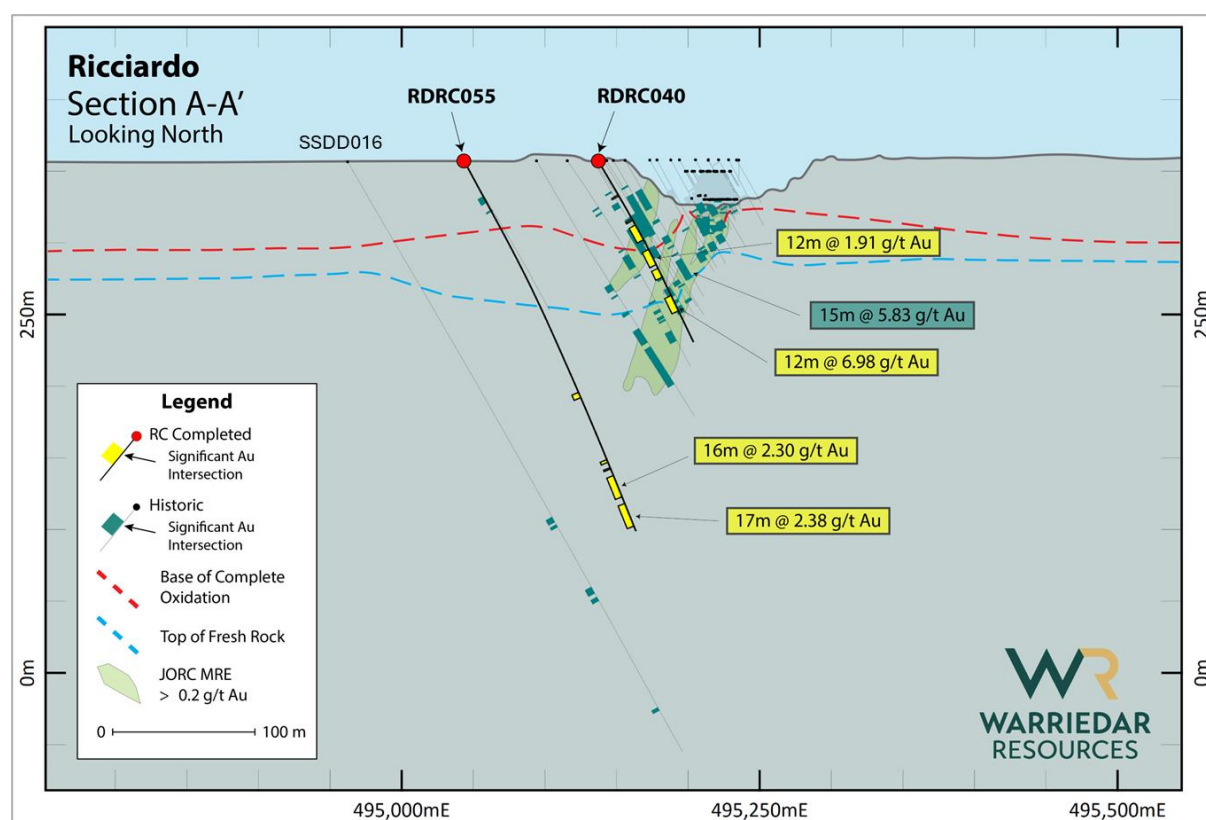 Ricciardo
Section A-A'
Looking North
RDRC055
RDRC040
SSDD016
12m @ 1.91 g/t Au
15m @ 5.83 g/t Au
12m @ 6.98 g/t Au
16m @ 2.30 g/t Au
17m @ 2.38 g/t Au
250m
250m
0m
0m
Legend
RC Completed
Significant Au
Intersection
Historic
Significant Au
Intersection
Base of Complete
Oxidation
Top of Fresh Rock
JORC MRE
> 0.2 g/t Au
0 100 m
WR
WARRIEDAR
RESOURCES
495,000mE
495,250mE
495,500mE